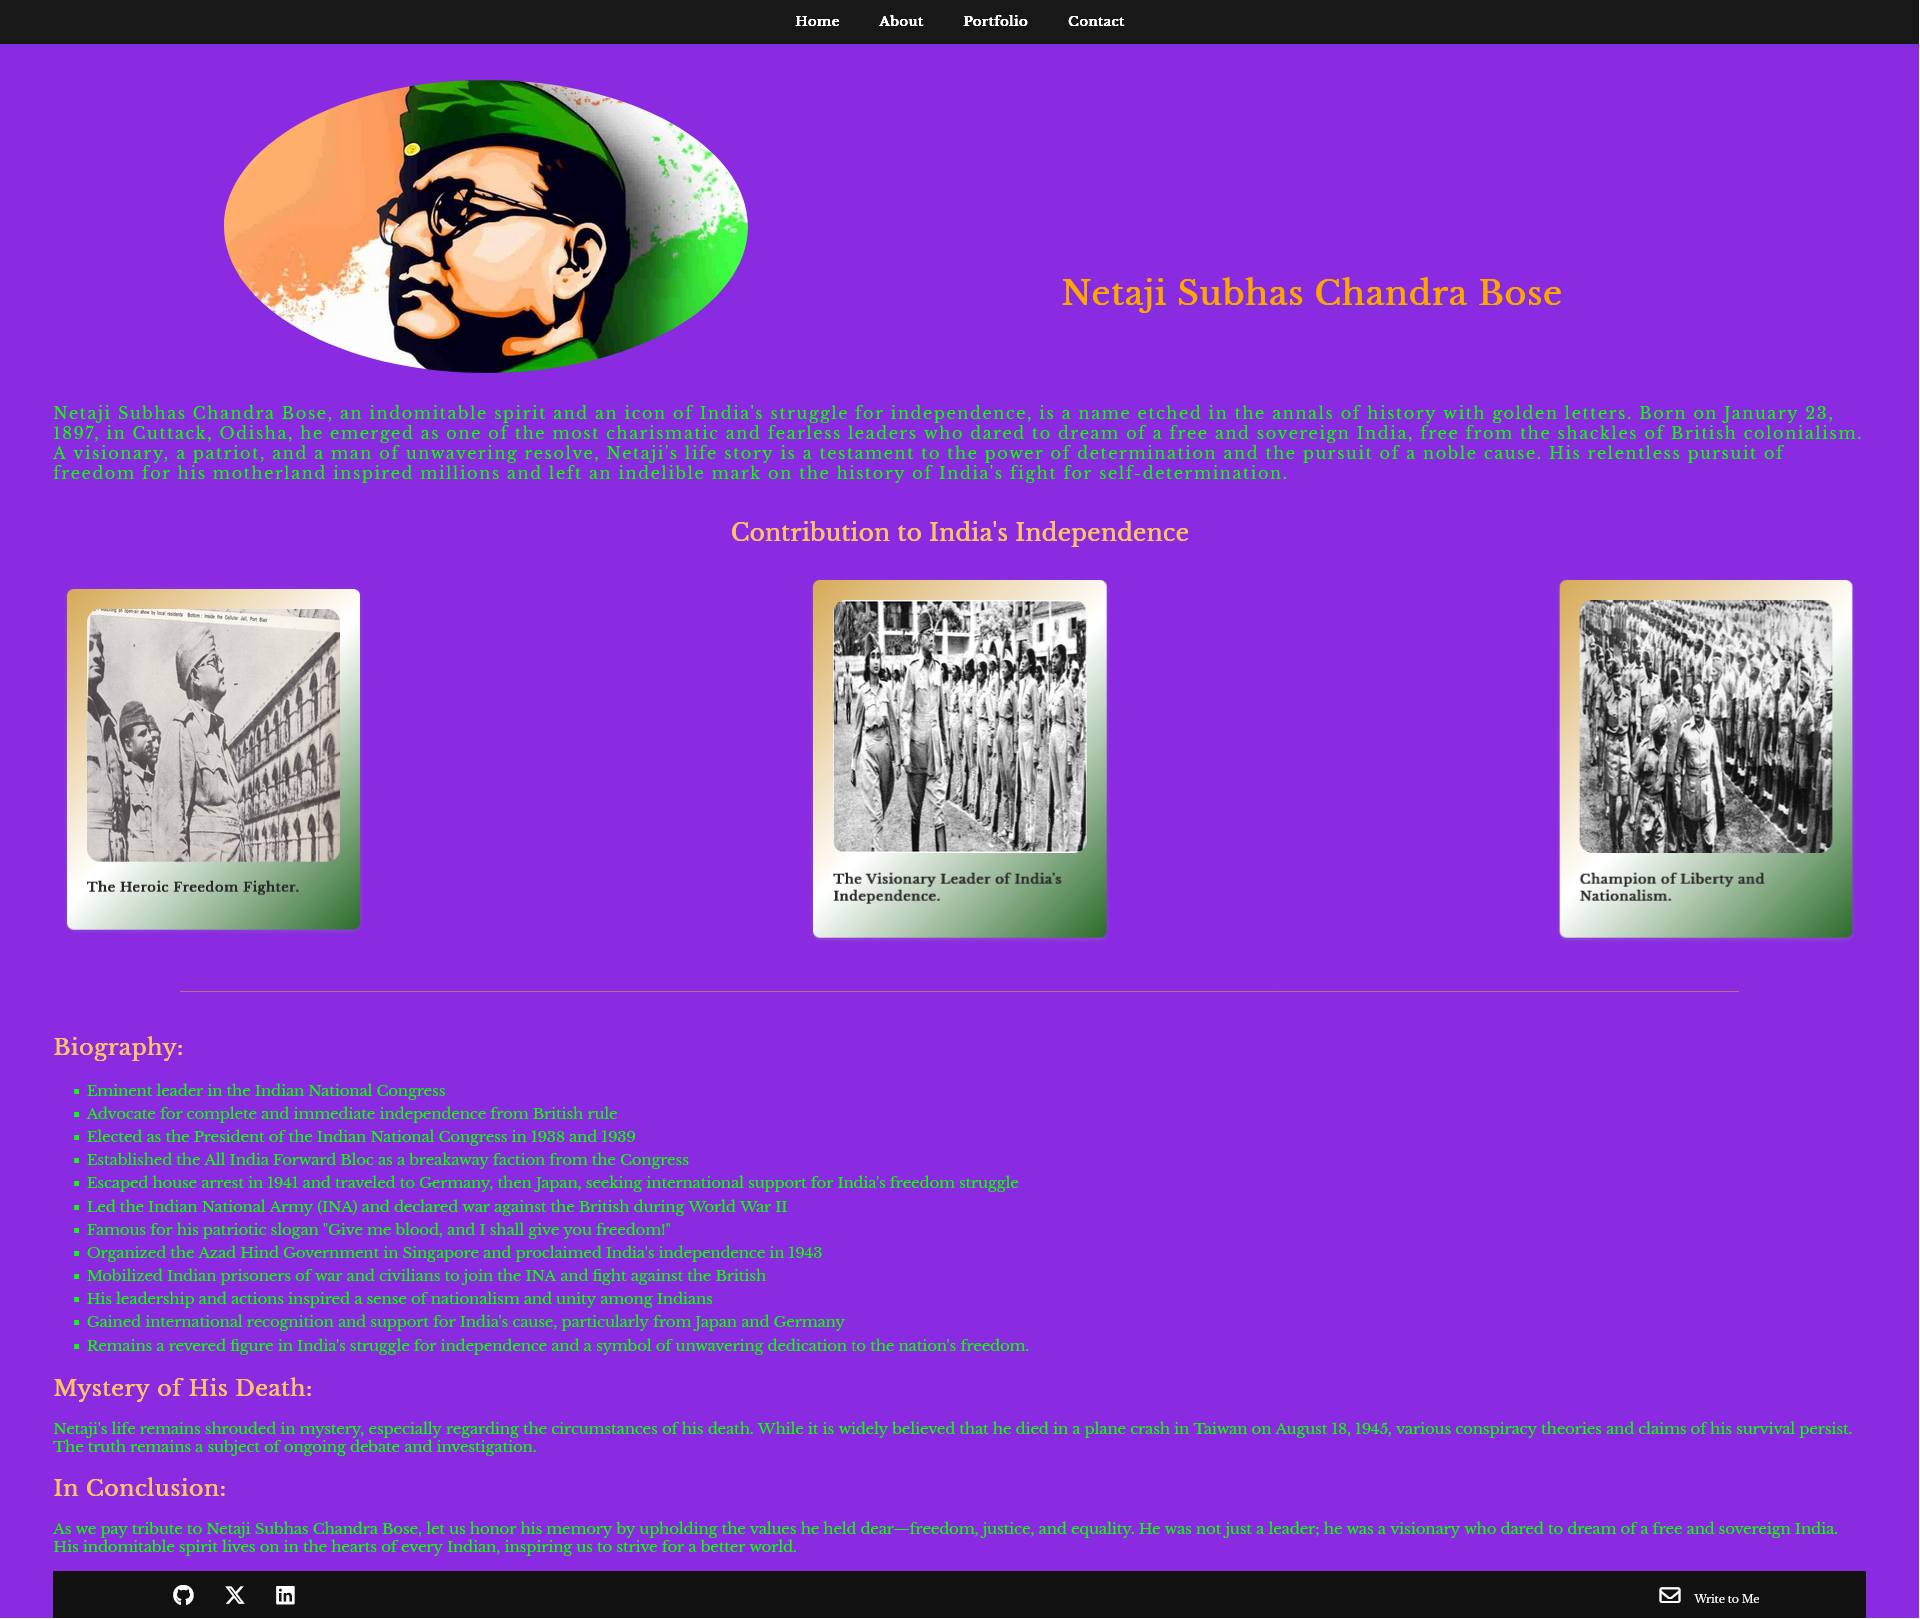 Home About Portfolio Contact
Netaji Subhas Chandra Bose
Netaji Subhas Chandra Bose, an indomitable spirit and an icon of India's struggle for independence, is a name etched in the annals of history with golden letters. Born on January 23,
1897, in Cuttack, Odisha, he emerged as one of the most charismatic and fearless leaders who dared to dream of a free and sovereign India, free from the shackles of British colonialism.
A visionary, a patriot, and a man of unwavering resolve, Netaji's life story is a testament to the power of determination and the pursuit of a noble cause. His relentless pursuit of
freedom for his motherland inspired millions and left an indelible mark on the history of India's fight for self-determination.
Contribution to India's Independence
an open-air show by local residents Bottom : Inside the Cellular Jail, Port Blair
The Heroic Freedom Fighter.
The Visionary Leader of India's
Independence.
Champion of Liberty and
Nationalism.
Biography:
Eminent leader in the Indian National Congress
Advocate for complete and immediate independence from British rule
Elected as the President of the Indian National Congress in 1938 and 1939
Established the All India Forward Bloc as a breakaway faction from the Congress
Escaped house arrest in 1941 and traveled to Germany, then Japan, seeking international support for India's freedom struggle
Led the Indian National Army (INA) and declared war against the British during World War II
Famous for his patriotic slogan "Give me blood, and I shall give you freedom!"
Organized the Azad Hind Government in Singapore and proclaimed India's independence in 1943
Mobilized Indian prisoners of war and civilians to join the INA and fight against the British
His leadership and actions inspired a sense of nationalism and unity among Indians
Gained international recognition and support for India's cause, particularly from Japan and Germany
Remains a revered figure in India's struggle for independence and a symbol of unwavering dedication to the nation's freedom.
Mystery of His Death:
Netaji's life remains shrouded in mystery, especially regarding the circumstances of his death. While it is widely believed that he died in a plane crash in Taiwan on August 18, 1945, various conspiracy theories and claims of his survival persist.
The truth remains a subject of ongoing debate and investigation.
In Conclusion:
As we pay tribute to Netaji Subhas Chandra Bose, let us honor his memory by upholding the values he held dear—freedom, justice, and equality. He was not just a leader; he was a visionary who dared to dream of a free and sovereign India.
His indomitable spirit lives on in the hearts of every Indian, inspiring us to strive for a better world.
Write to Me